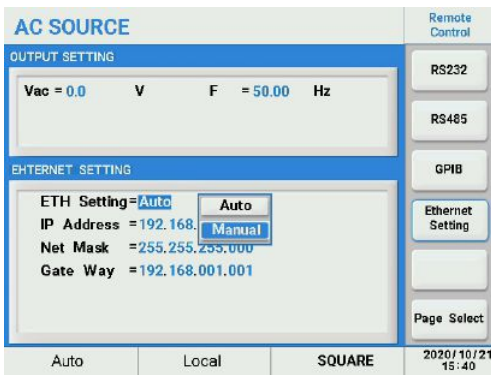 AC SOURCE
Remote
Control
OUTPUT SETTING
Vac = 0.0 V F = 50.00 Hz
RS232
RS485
GPIB
EHTERNET SETTING
ETH Setting=Auto
Auto
IP Address =192.168.
Manual
Net Mask =255.255.255.000
Gate Way =192.168.001.001
Ethernet
Setting
Page Select
Auto Local SQUARE
2020/10/21
15:40